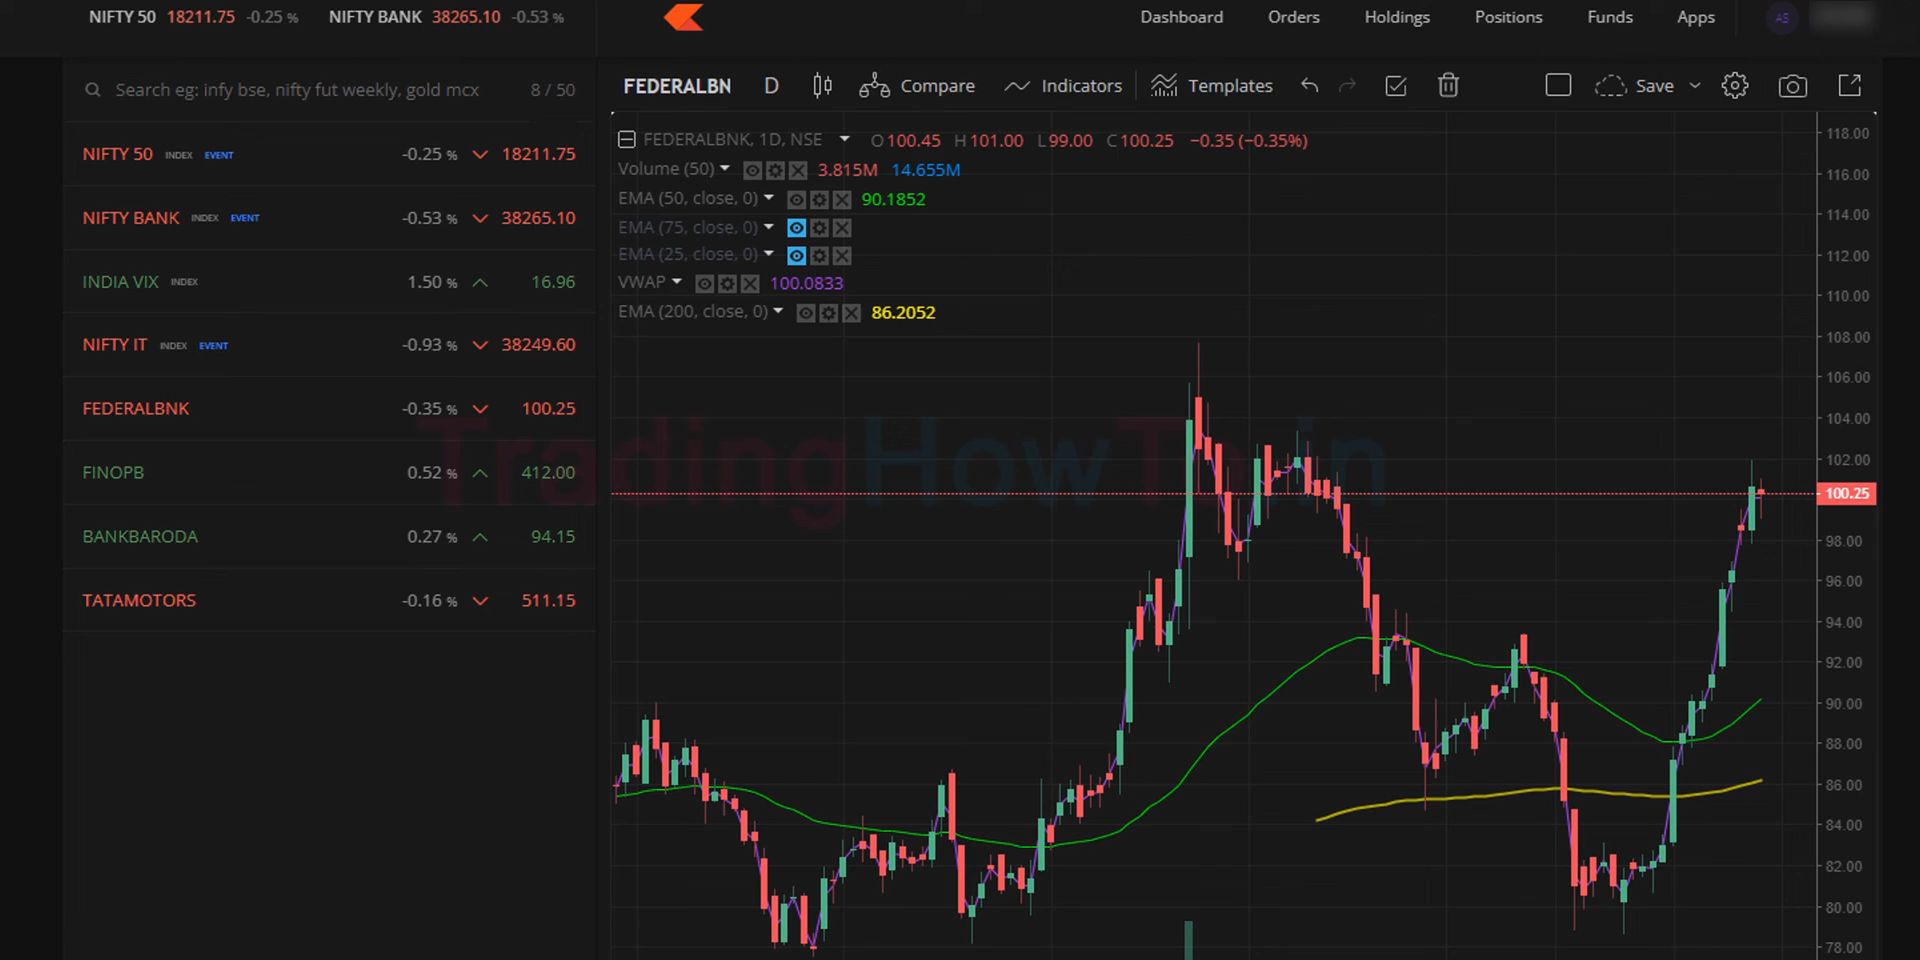 NIFTY 50 18211.75 -0.25 % NIFTY BANK 38265.10 -0.53 %
Dashboard Orders Holdings Positions Funds Apps AS
Search eg: infy bse, nifty fut weekly, gold mcx 8 / 50
NIFTY 50 INDEX EVENT -0.25 % 18211.75
NIFTY BANK INDEX EVENT -0.53 % 38265.10
INDIA VIX INDEX 1.50 % 16.96
NIFTY IT INDEX EVENT -0.93 % 38249.60
FEDERALBNK -0.35 % 100.25
FINOPB 0.52 % 412.00
BANKBARODA 0.27 % 94.15
TATAMOTORS -0.16 % 511.15
FEDERALBN D Compare Indicators Templates Save
FEDERALBNK, 1D, NSE O 100.45 H 101.00 L 99.00 C 100.25 −0.35 (−0.35%)
Volume (50) 3.815M 14.655M
EMA (50, close, 0) 90.1852
EMA (75, close, 0)
EMA (25, close, 0)
VWAP 100.0833
EMA (200, close, 0) 86.2052
118.00
116.00
114.00
112.00
110.00
108.00
106.00
104.00
102.00
100.25
98.00
96.00
94.00
92.00
90.00
88.00
86.00
84.00
82.00
80.00
78.00